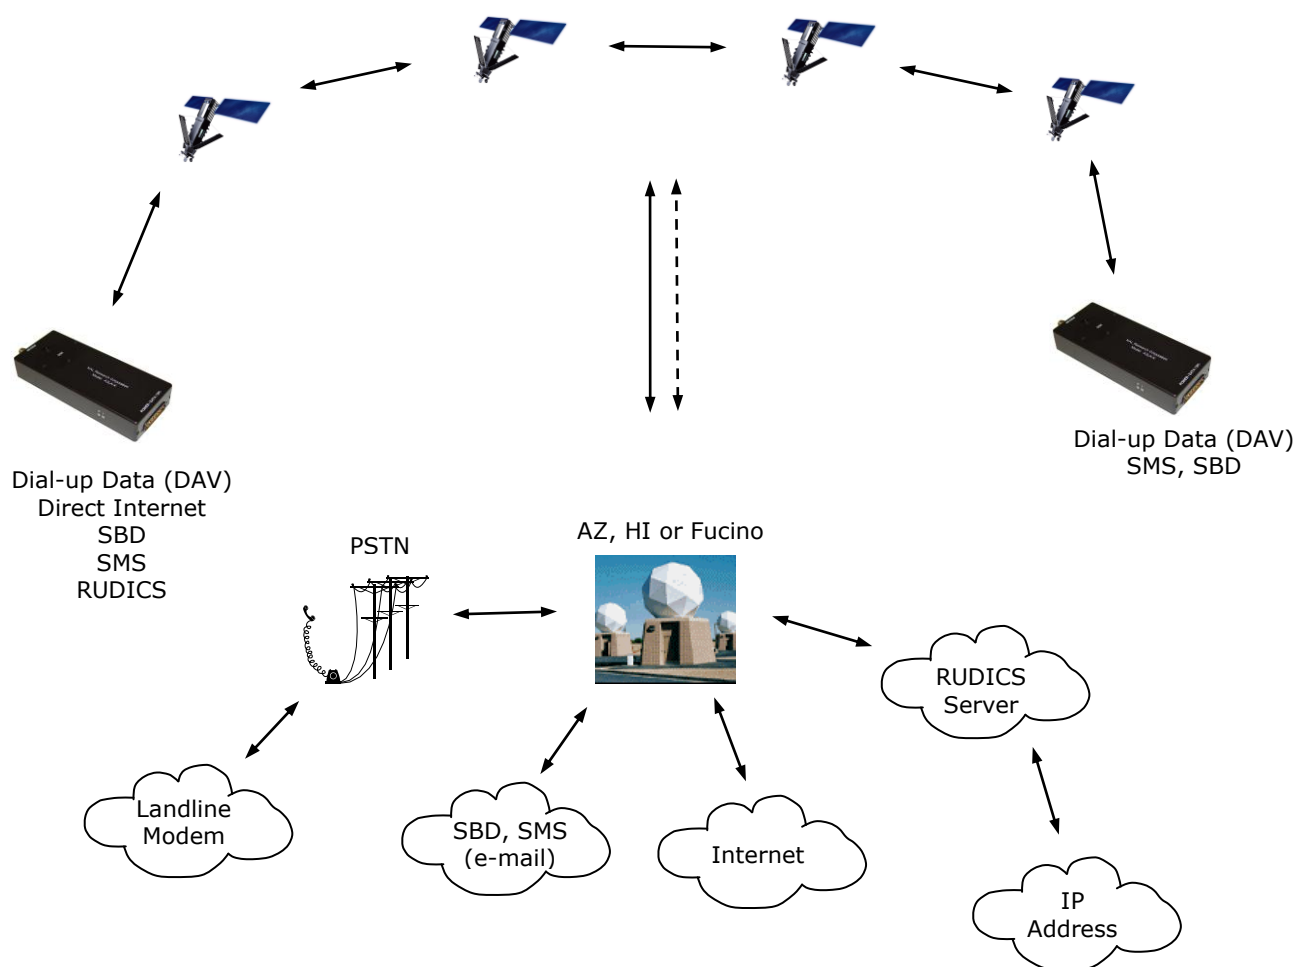 Dial-up Data (DAV)
Direct Internet
SBD
SMS
RUDICS
Dial-up Data (DAV)
SMS, SBD
PSTN
AZ, HI or Fucino
RUDICS
Server
Landline
Modem
SBD, SMS
(e-mail)
Internet
IP
Address